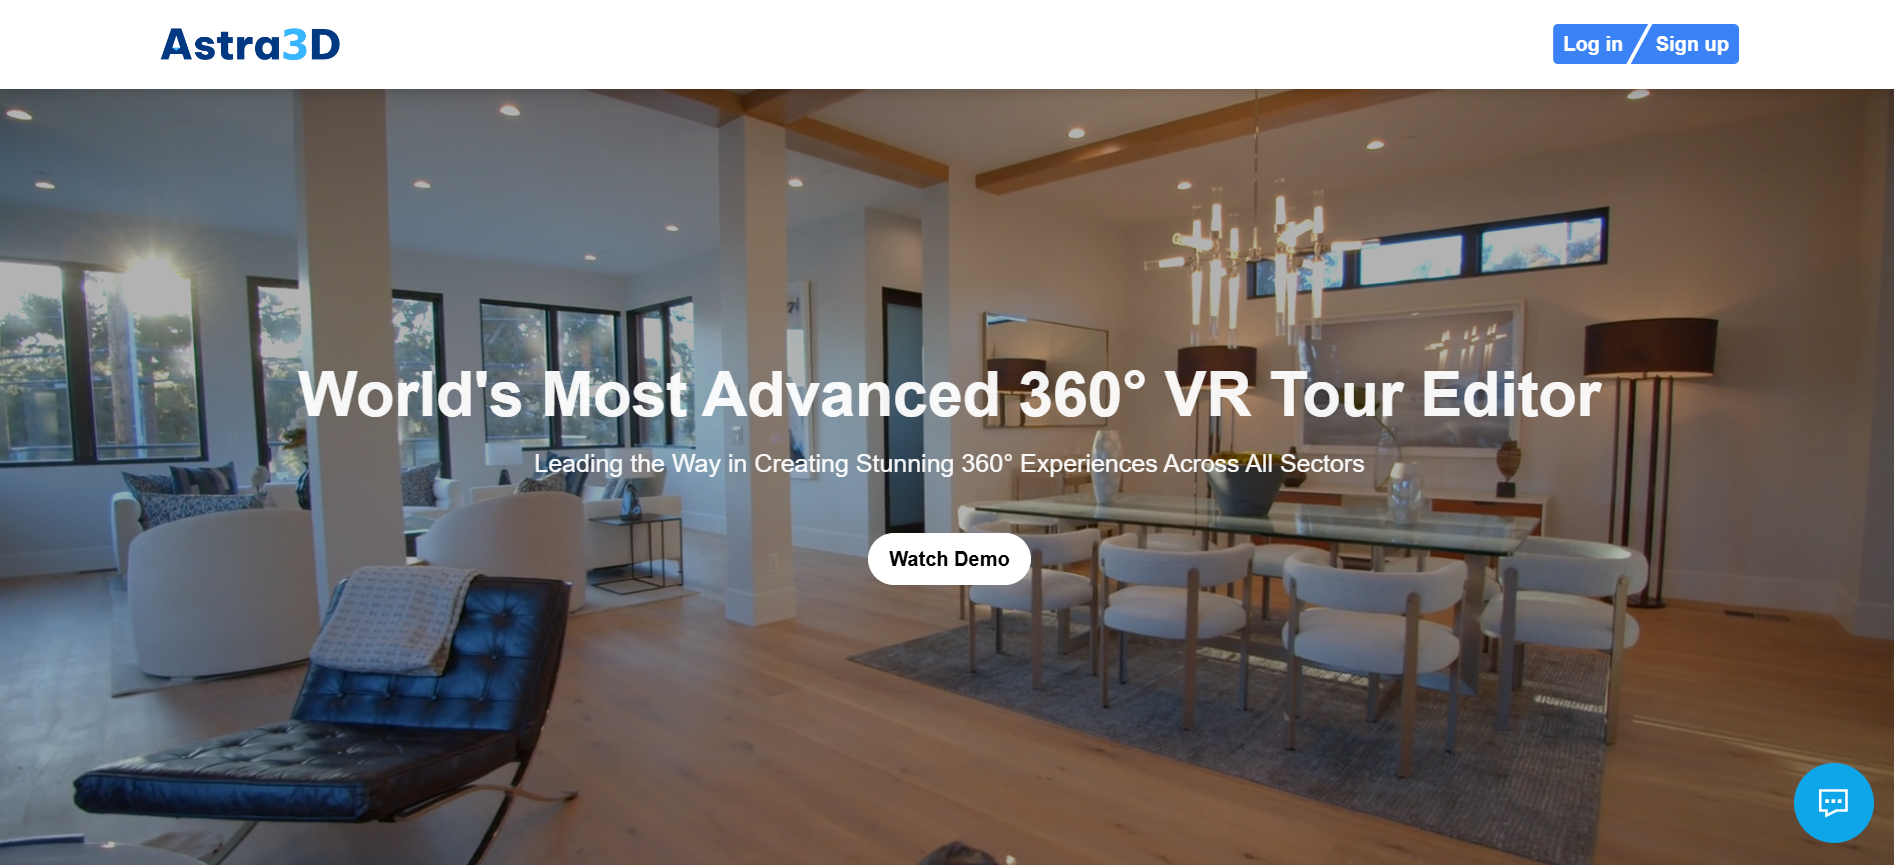 Astra3D
Log in
Sign up
World's Most Advanced 360° VR Tour Editor
Leading the Way in Creating Stunning 360° Experiences Across All Sectors
Watch Demo